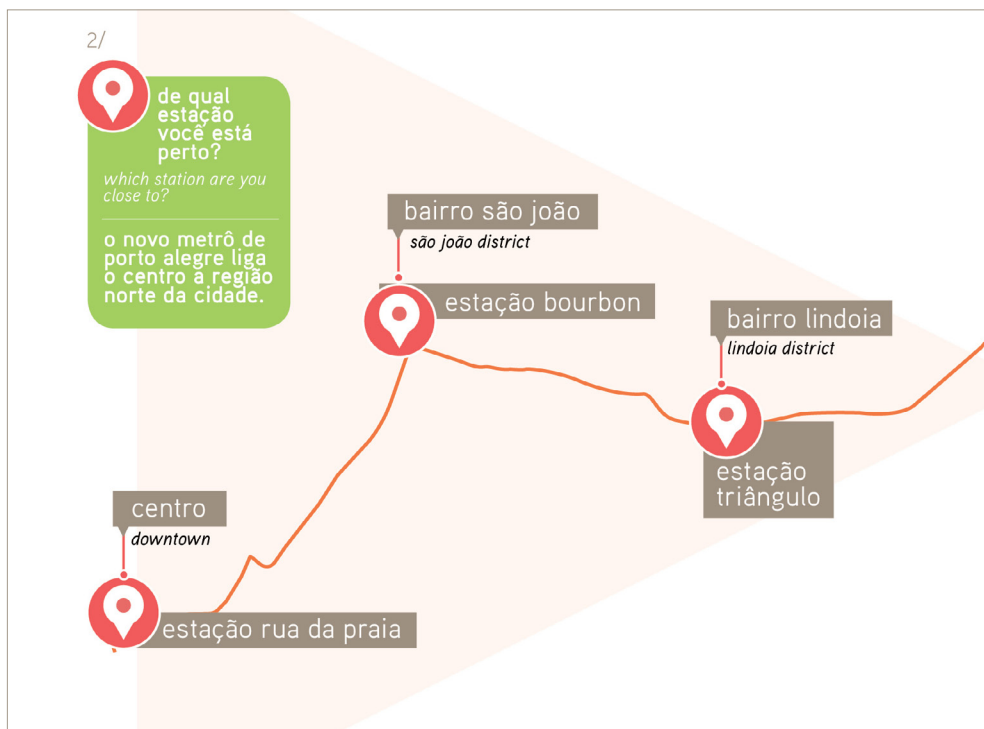 2/
de qual
estação
você está
perto?
which station are you
close to?
o novo metrô de
porto alegre liga
o centro a região
norte da cidade.
bairro são joão
são joão district
estação bourbon
bairro lindoia
lindoia district
estação
triângulo
centro
downtown
estação rua da praia